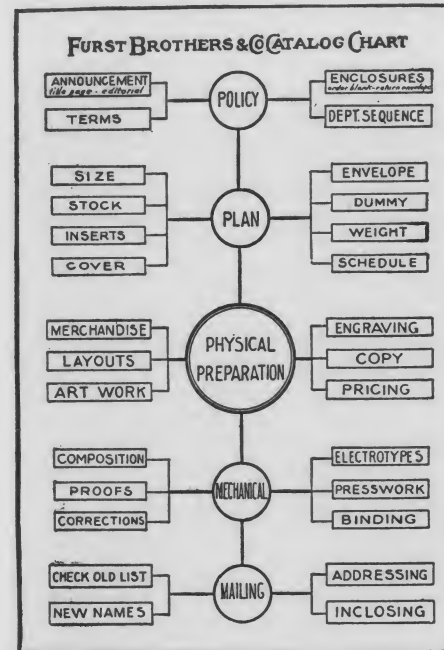 FURST BROTHERS & CO CATALOG CHART
ANNOUNCEMENT
title page - editorial
TERMS
POLICY
ENCLOSURES
order blank - return envelope
DEPT. SEQUENCE
SIZE
STOCK
INSERTS
COVER
PLAN
ENVELOPE
DUMMY
WEIGHT
SCHEDULE
MERCHANDISE
LAYOUTS
ART WORK
PHYSICAL
PREPARATION
ENGRAVING
COPY
PRICING
COMPOSITION
PROOFS
CORRECTIONS
MECHANICAL
ELECTROTYPES
PRESSWORK
BINDING
CHECK OLD LIST
NEW NAMES
MAILING
ADDRESSING
INCLOSING